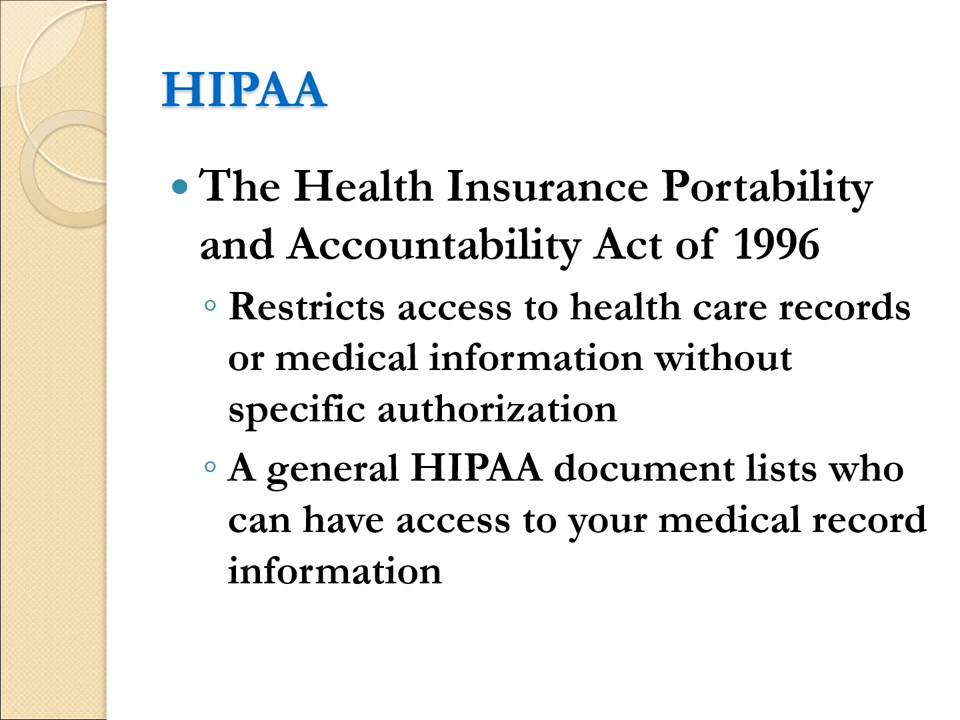 HIPAA
• The Health Insurance Portability
and Accountability Act of 1996
◦ Restricts access to health care records
or medical information without
specific authorization
◦ A general HIPAA document lists who
can have access to your medical record
information